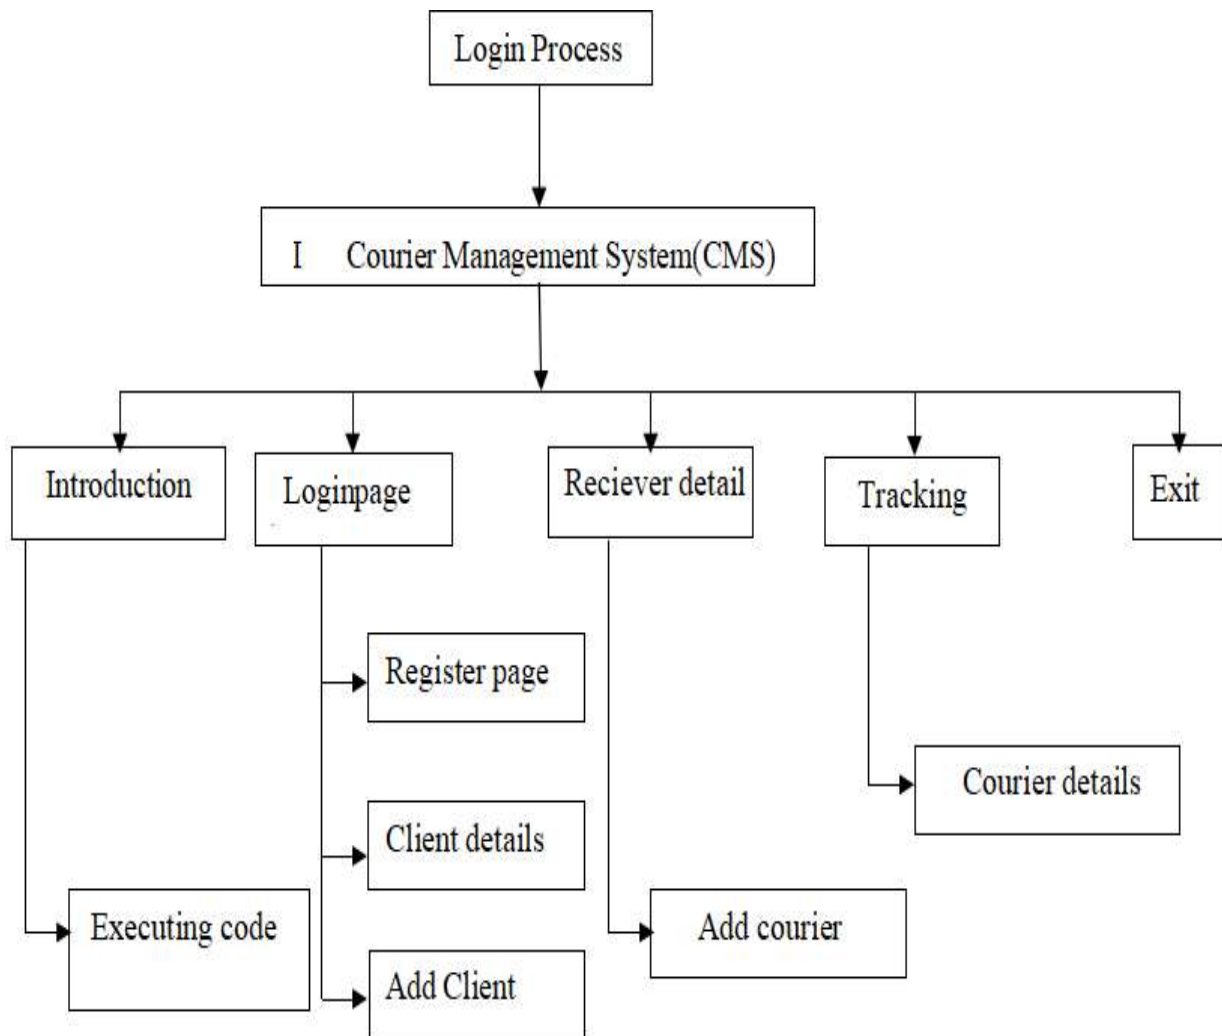 Login Process
I Courier Management System(CMS)
Introduction
Loginpage
Reciever detail
Tracking
Exit
Register page
Courier details
Client details
Executing code
Add courier
Add Client